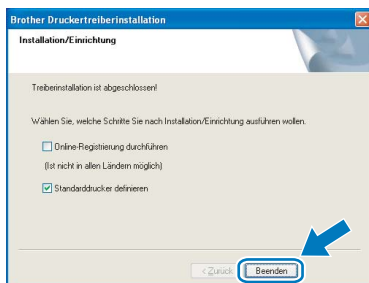 Brother Druckertreiberinstallation
Installation/Einrichtung
Treiberinstallation ist abgeschlossen!
Wählen Sie, welche Schritte Sie nach Installation/Einrichtung ausführen wollen.
Online-Registrierung durchführen
(Ist nicht in allen Ländern möglich)
Standarddrucker definieren
< Zurück
Beenden